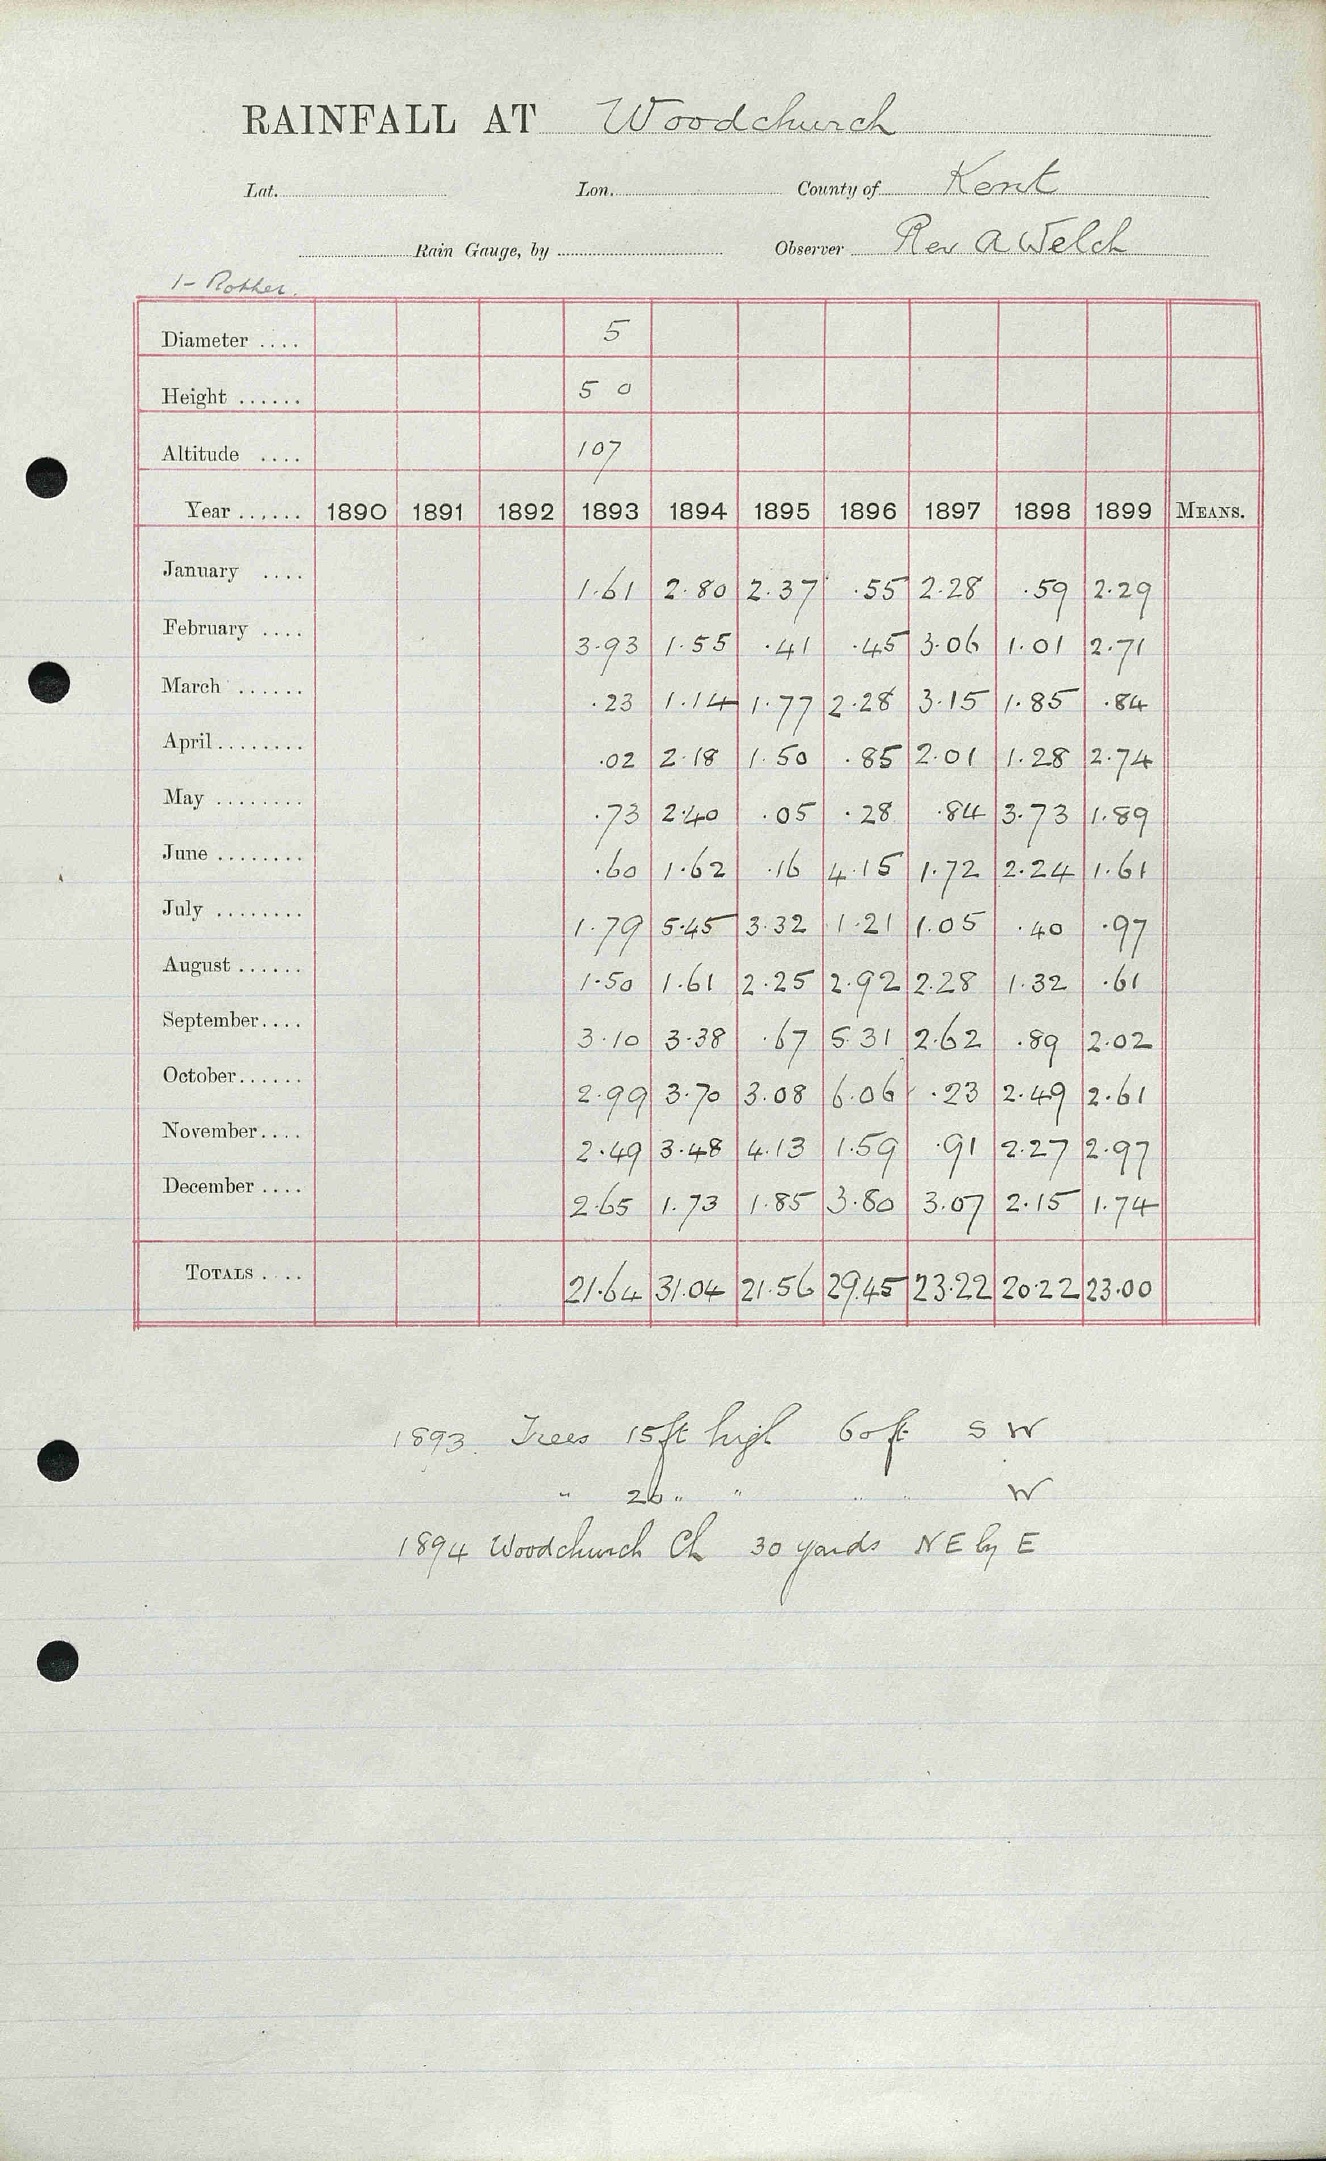 RAINFALL AT Woodchurch
Lat. Lon. County of Kent
Rain Gauge, by Observer Rev A Welch
1- Rother.
Diameter .... 5
Height ...... 5 0
Altitude .... 107
Year ...... 1890 1891 1892 1893 1894 1895 1896 1897 1898 1899 MEANS.
January .... 1.61 2.80 2.37 .55 2.28 .59 2.29
February .... 3.93 1.55 .41 .45 3.06 1.01 2.71
March ...... .23 1.14 1.77 2.28 3.15 1.85 .84
April ........ .02 2.18 1.50 .85 2.01 1.28 2.74
May ........ .73 2.40 .05 .28 .84 3.73 1.89
June ........ .60 1.62 .16 4.15 1.72 2.24 1.61
July ........ 1.79 5.45 3.32 1.21 1.05 .40 .97
August ...... 1.50 1.61 2.25 2.92 2.28 1.32 .61
September.... 3.10 3.38 .67 5.31 2.62 .89 2.02
October...... 2.99 3.70 3.08 6.06 .23 2.49 2.61
November.... 2.49 3.48 4.13 1.59 .91 2.27 2.97
December .... 2.65 1.73 1.85 3.80 3.07 2.15 1.74
TOTALS .... 21.64 31.04 21.56 29.45 23.22 20.22 23.00
1893. Trees 15ft high 60ft S W
" 20 " " " " W
1894 Woodchurch Ch 30 yards N E by E